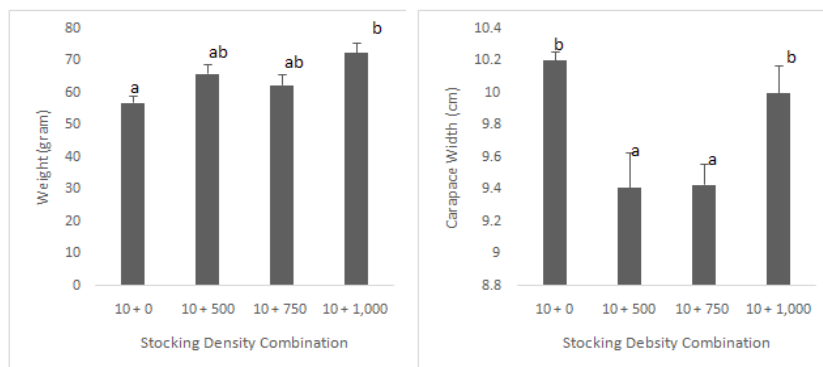 80
70
60
50
40
30
20
10
0
Weight (gram)
a
ab
ab
b
10 + 0
10 + 500
10 + 750
10 + 1,000
Stocking Density Combination
10.4
10.2
10
9.8
9.6
9.4
9.2
9
8.8
Carapace Width (cm)
b
a
a
b
10 + 0
10 + 500
10 + 750
10 + 1,000
Stocking Debsity Combination